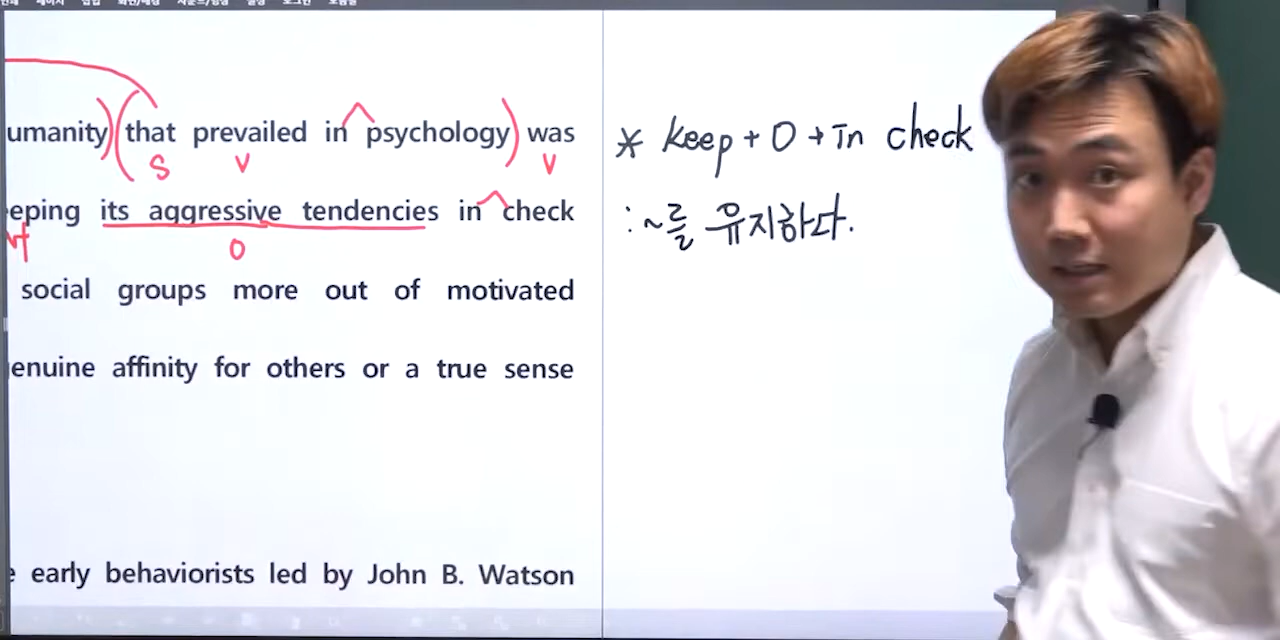 umanity) (that prevailed in psychology) was
S V V
eping its aggressive tendencies in check
O
social groups more out of motivated
enuine affinity for others or a true sense
early behaviorists led by John B. Watson
* keep + O + in check
: ~를 유지하다.